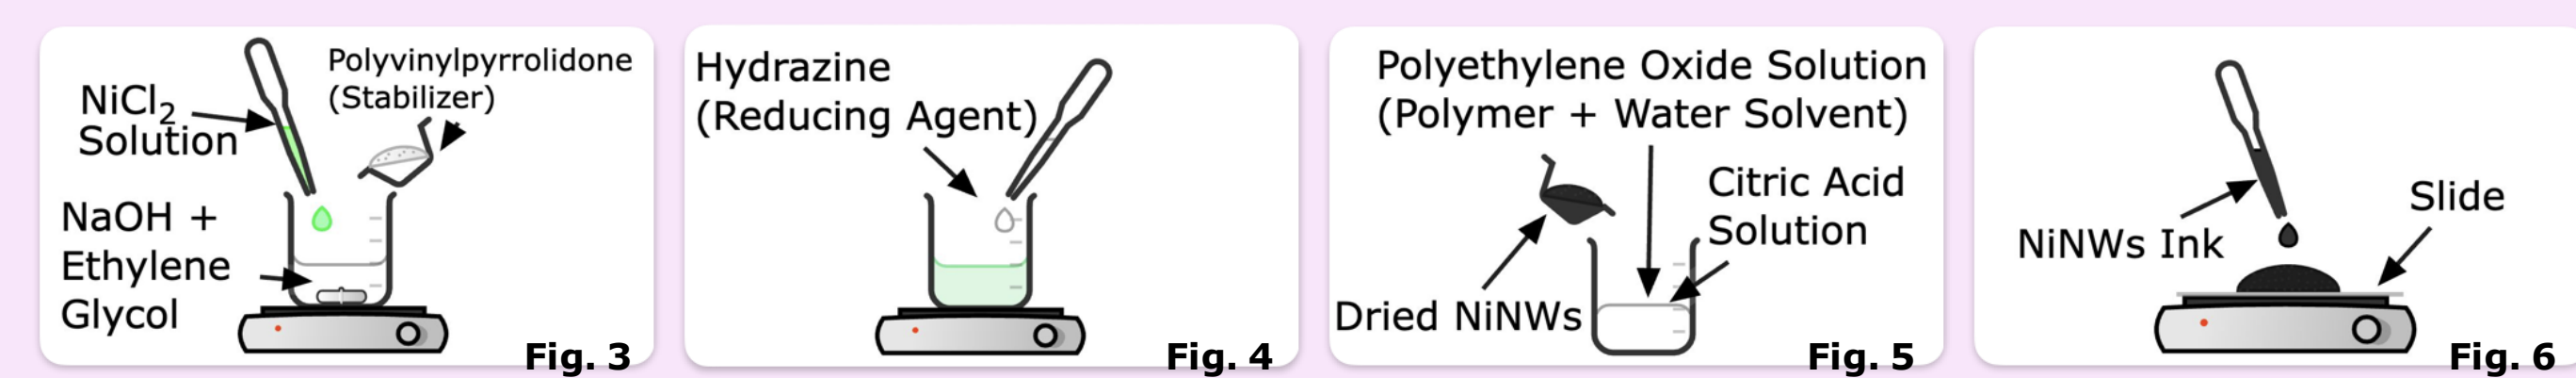 NiCl₂
Solution
Polyvinylpyrrolidone
(Stabilizer)
NaOH +
Ethylene
Glycol
Fig. 3
Hydrazine
(Reducing Agent)
Fig. 4
Polyethylene Oxide Solution
(Polymer + Water Solvent)
Citric Acid
Solution
Dried NiNWs
Fig. 5
NiNWs Ink
Slide
Fig. 6